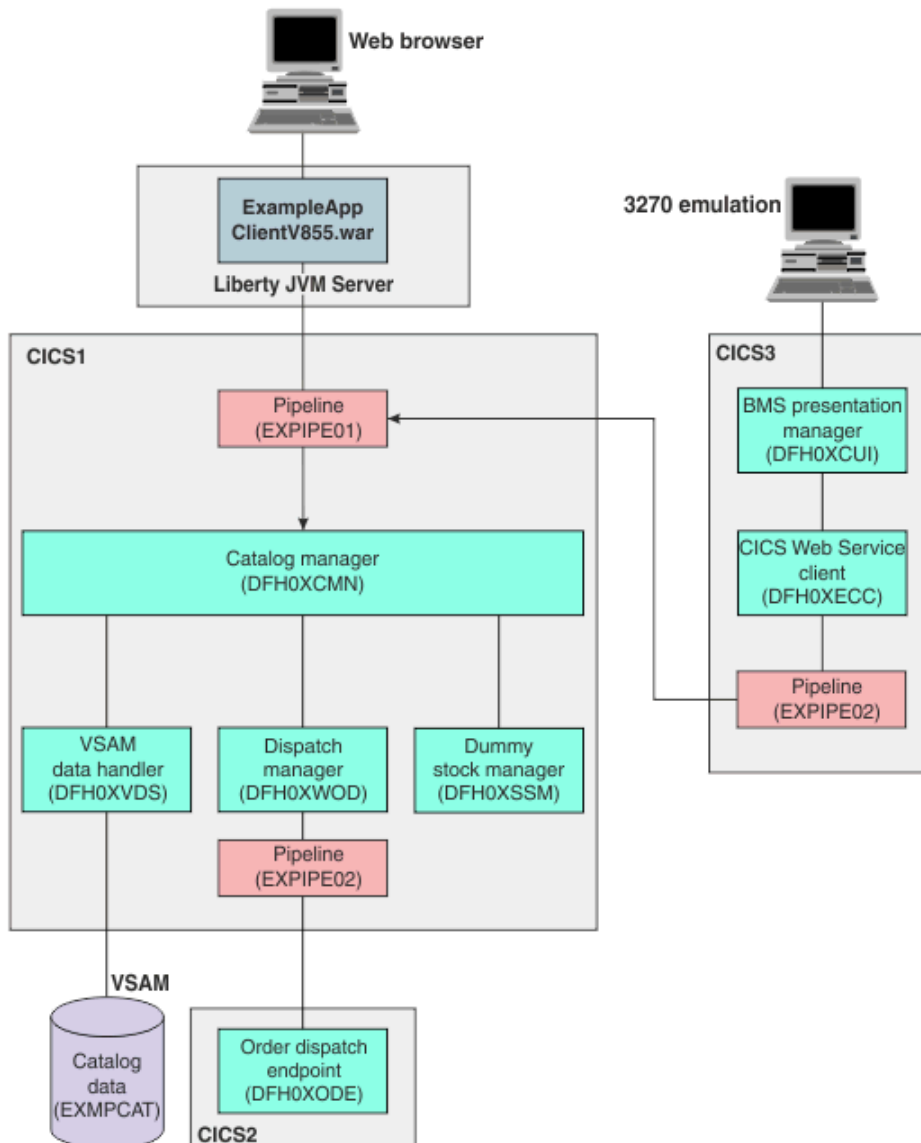 Web browser
ExampleApp
ClientV855.war
Liberty JVM Server
3270 emulation
CICS1
Pipeline
(EXPIPE01)
Catalog manager
(DFH0XCMN)
VSAM
data handler
(DFH0XVDS)
Dispatch
manager
(DFH0XWOD)
Dummy
stock manager
(DFH0XSSM)
Pipeline
(EXPIPE02)
CICS3
BMS presentation
manager
(DFH0XCUI)
CICS Web Service
client
(DFH0XECC)
Pipeline
(EXPIPE02)
VSAM
Catalog
data
(EXMPCAT)
Order dispatch
endpoint
(DFH0XODE)
CICS2